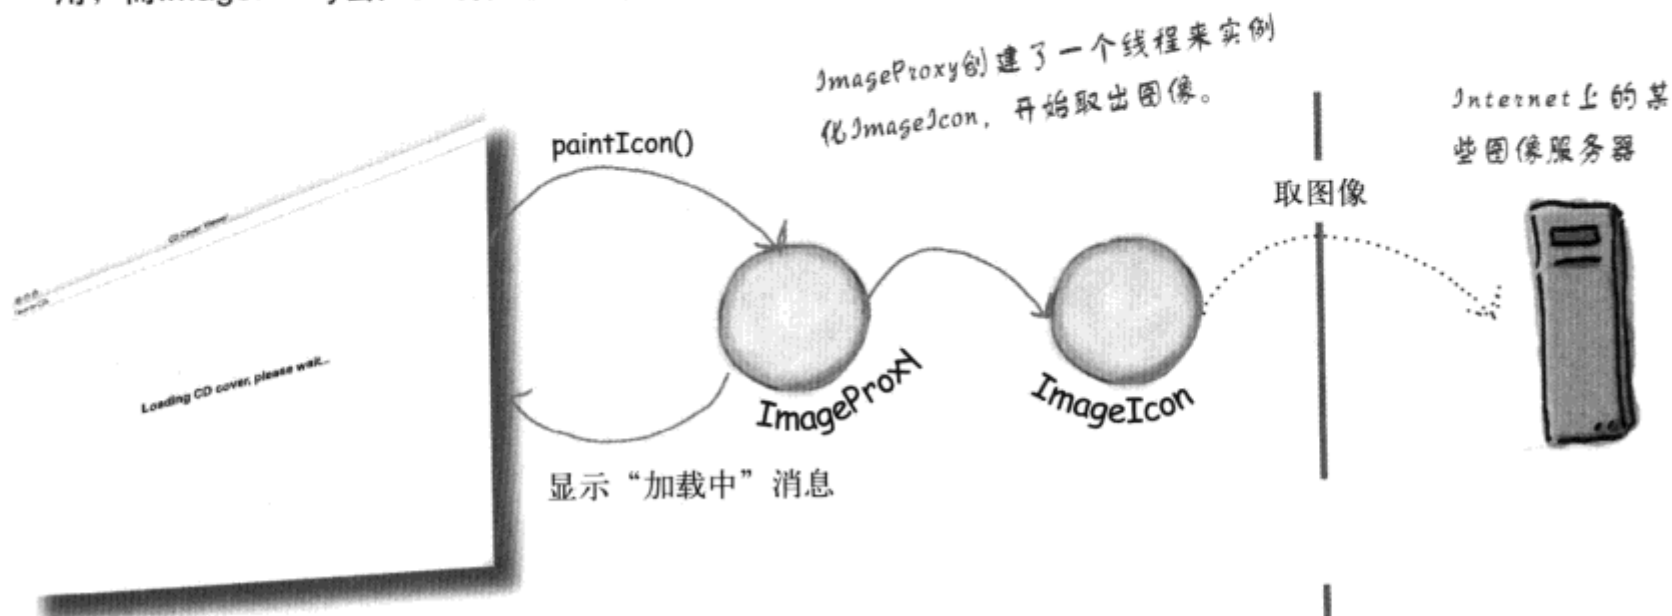 paintIcon()
ImageProxy创建了一个线程来实例
化ImageIcon，开始取出图像。
Internet上的某
些图像服务器
取图像
CD Cover Viewer
Loading CD cover, please wait...
ImageProxy
ImageIcon
显示“加载中”消息